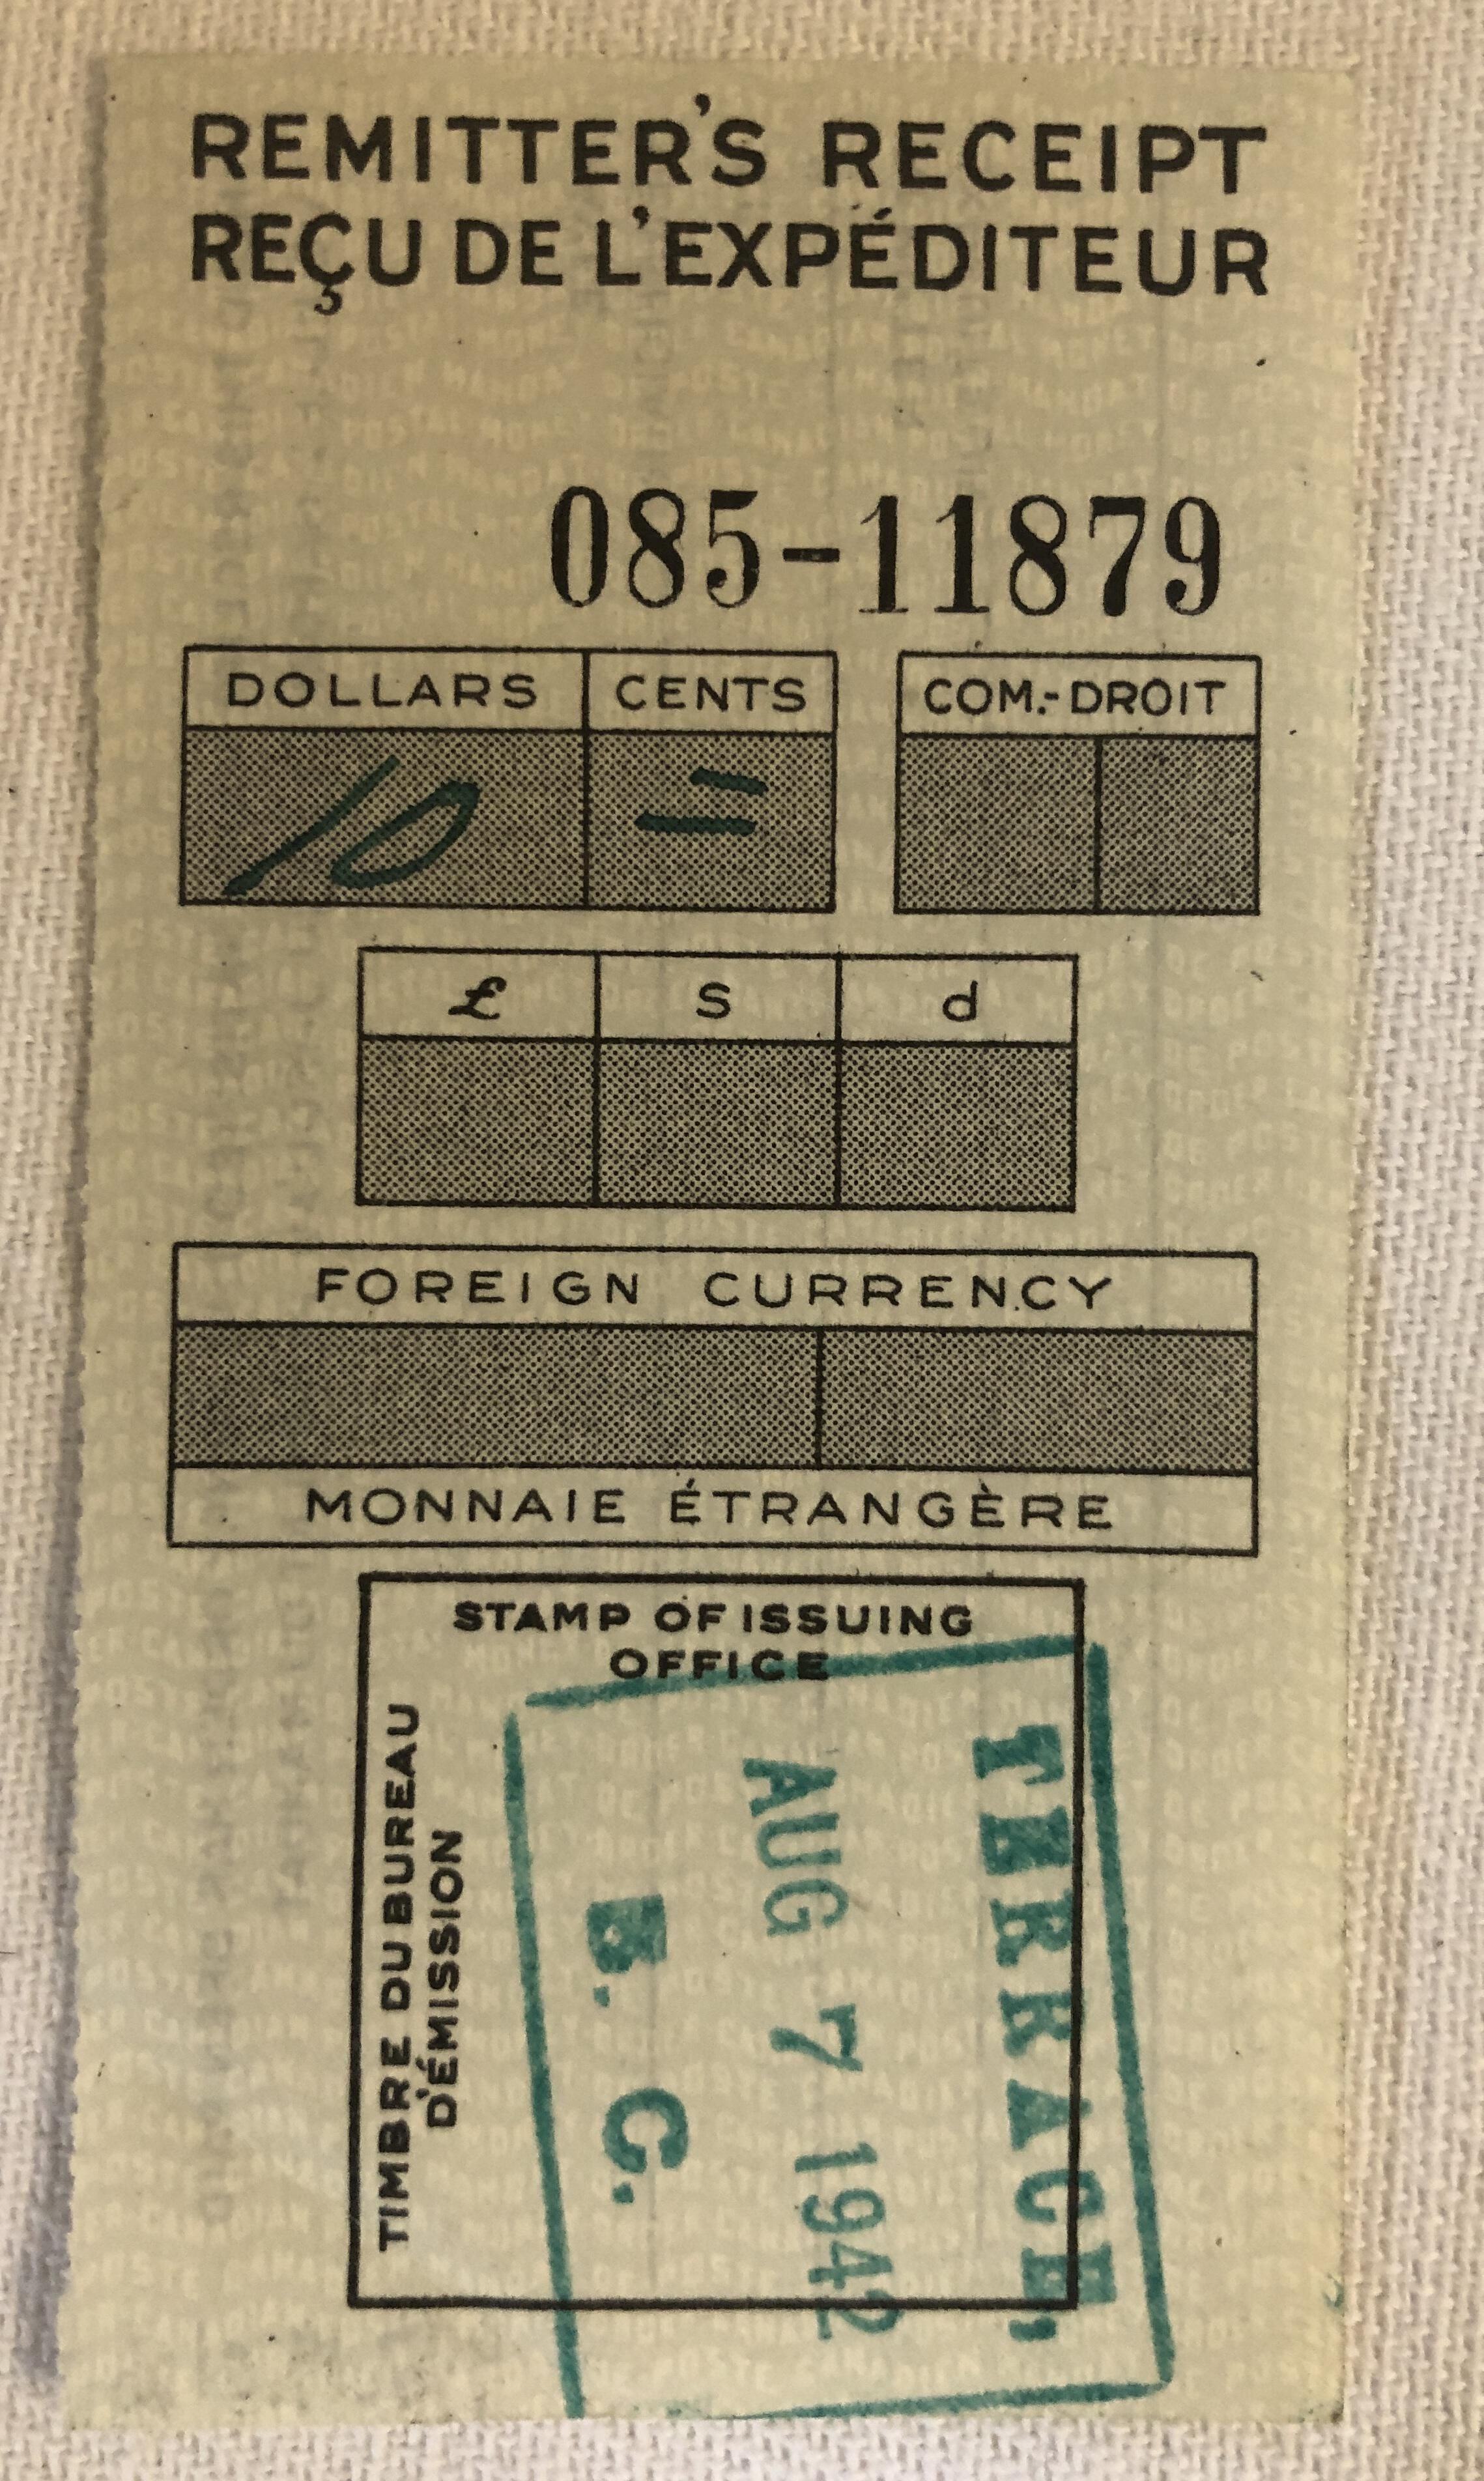 REMITTER'S RECEIPT
REÇU DE L'EXPÉDITEUR
085-11879
DOLLARS CENTS COM.-DROIT
10 =
£ S d
FOREIGN CURRENCY
MONNAIE ÉTRANGÈRE
STAMP OF ISSUING
OFFICE
TIMBRE DU BUREAU
D'ÉMISSION
TERRACE,
AUG 7 1942
B. C.